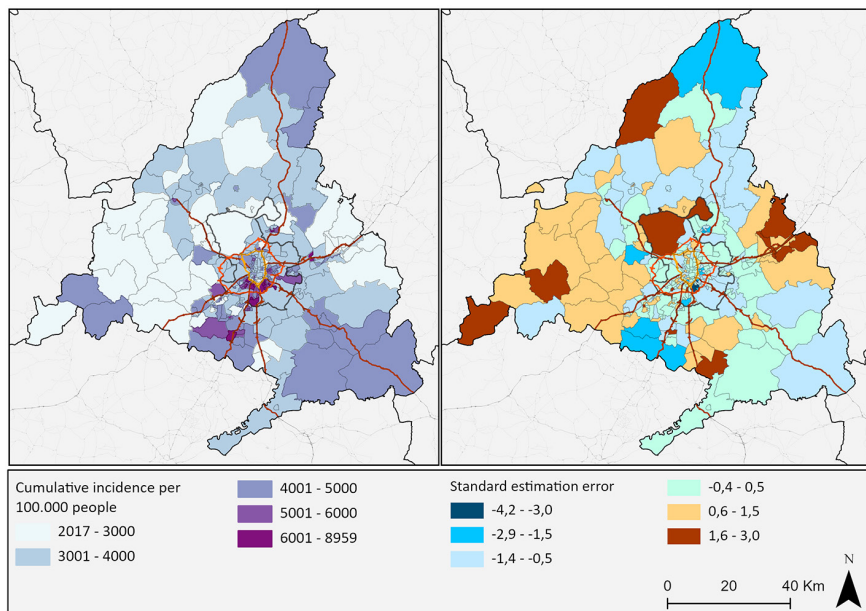 Cumulative incidence per
100.000 people
2017 - 3000
3001 - 4000
4001 - 5000
5001 - 6000
6001 - 8959
Standard estimation error
-4,2 - -3,0
-2,9 - -1,5
-1,4 - -0,5
-0,4 - 0,5
0,6 - 1,5
1,6 - 3,0
N
0 20 40 Km